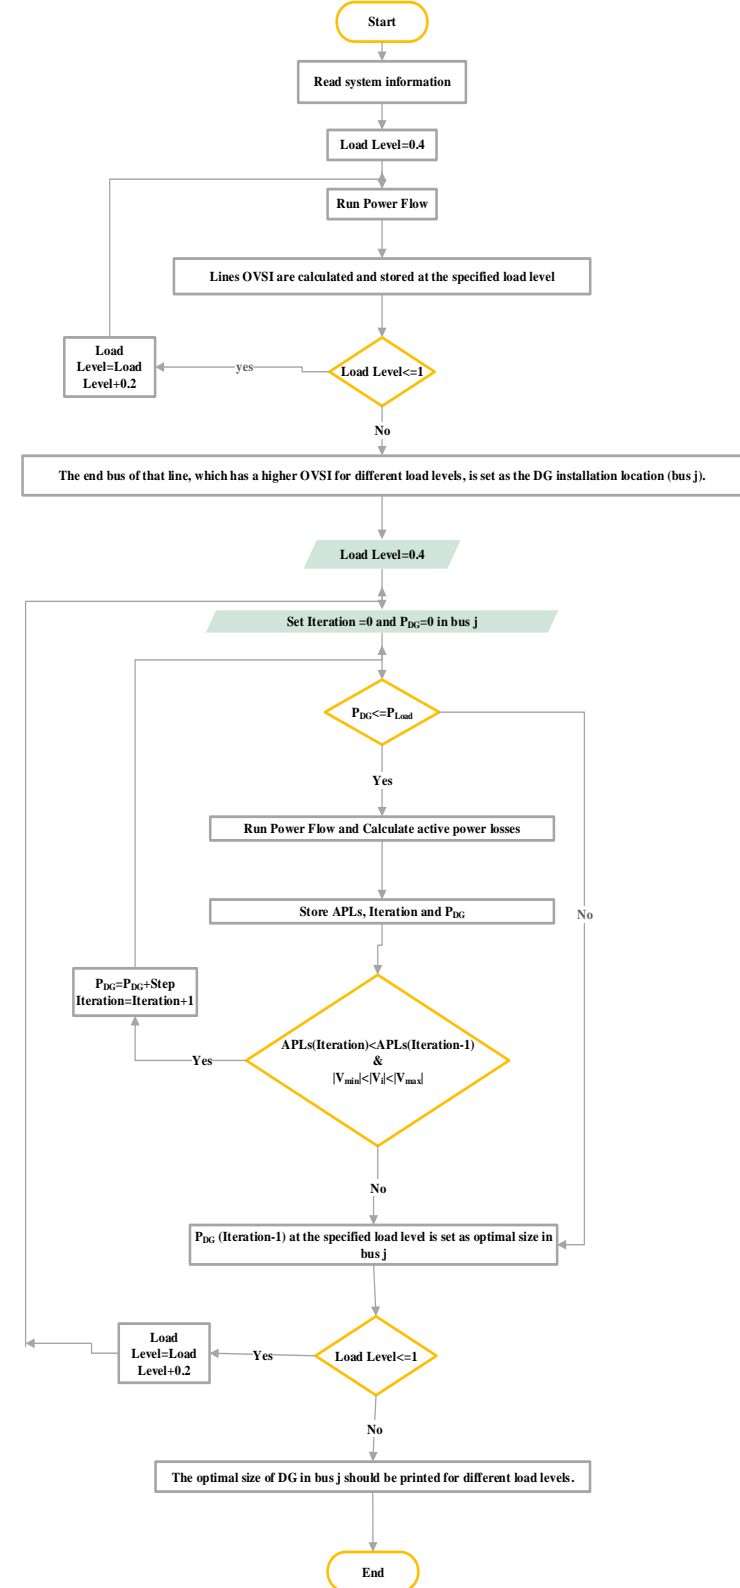 Start
Read system information
Load Level=0.4
Run Power Flow
Lines OVSI are calculated and stored at the specified load level
Load
Level=Load
Level+0.2
yes
Load Level<=1
No
The end bus of that line, which has a higher OVSI for different load levels, is set as the DG installation location (bus j).
Load Level=0.4
Set Iteration =0 and PDG=0 in bus j
PDG<=PLoad
Yes
Run Power Flow and Calculate active power losses
Store APLs, Iteration and PDG
No
PDG=PDG+Step
Iteration=Iteration+1
Yes
APLs(Iteration)<APLs(Iteration-1)
&
|Vmin|<|Vi|<|Vmax|
No
PDG (Iteration-1) at the specified load level is set as optimal size in
bus j
Load
Level=Load
Level+0.2
Yes
Load Level<=1
No
The optimal size of DG in bus j should be printed for different load levels.
End